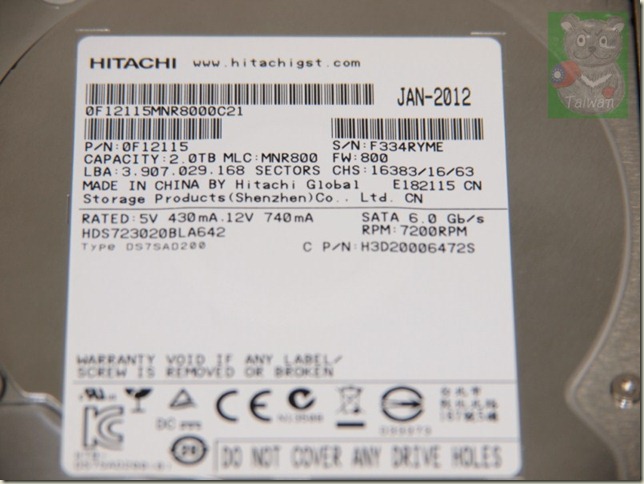 HITACHI www.hitachigst.com
JAN-2012
0F12115MNR8000C21
P/N:0F12115 S/N:F334RYME
CAPACITY:2.0TB MLC:MNR800 FW:800
LBA:3.907.029.168 SECTORS CHS:16383/16/63
MADE IN CHINA BY Hitachi Global E182115 CN
Storage Products(Shenzhen)Co.. Ltd. CN
RATED:5V 430mA.12V 740mA SATA 6.0 Gb/s
HDS723020BLA642 RPM:7200RPM
Type DS7SAD200 C P/N:H3D20006472S
WARRANTY VOID IF ANY LABEL/
SCREW IS REMOVED OR BROKEN
DC
CE
DO NOT COVER ANY DRIVE HOLES
Taiwan